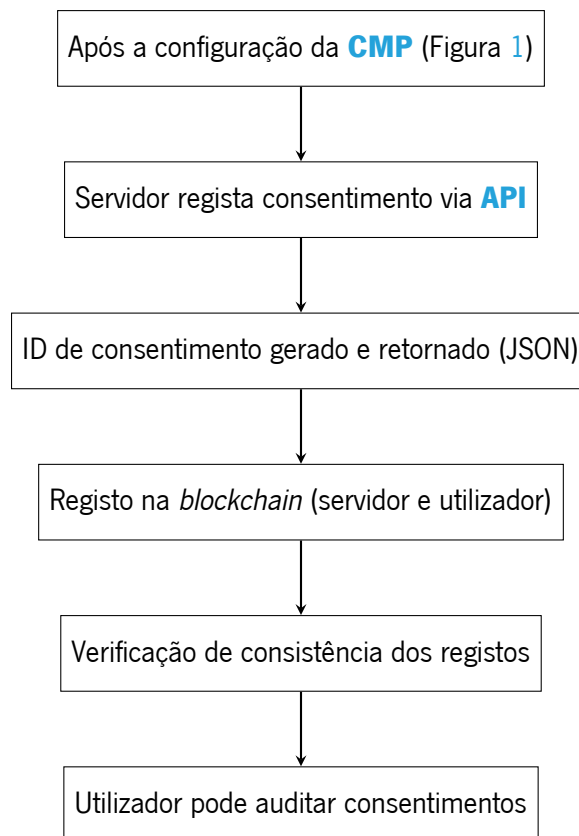 Após a configuração da CMP (Figura 1)
Servidor regista consentimento via API
ID de consentimento gerado e retornado (JSON)
Registo na blockchain (servidor e utilizador)
Verificação de consistência dos registos
Utilizador pode auditar consentimentos